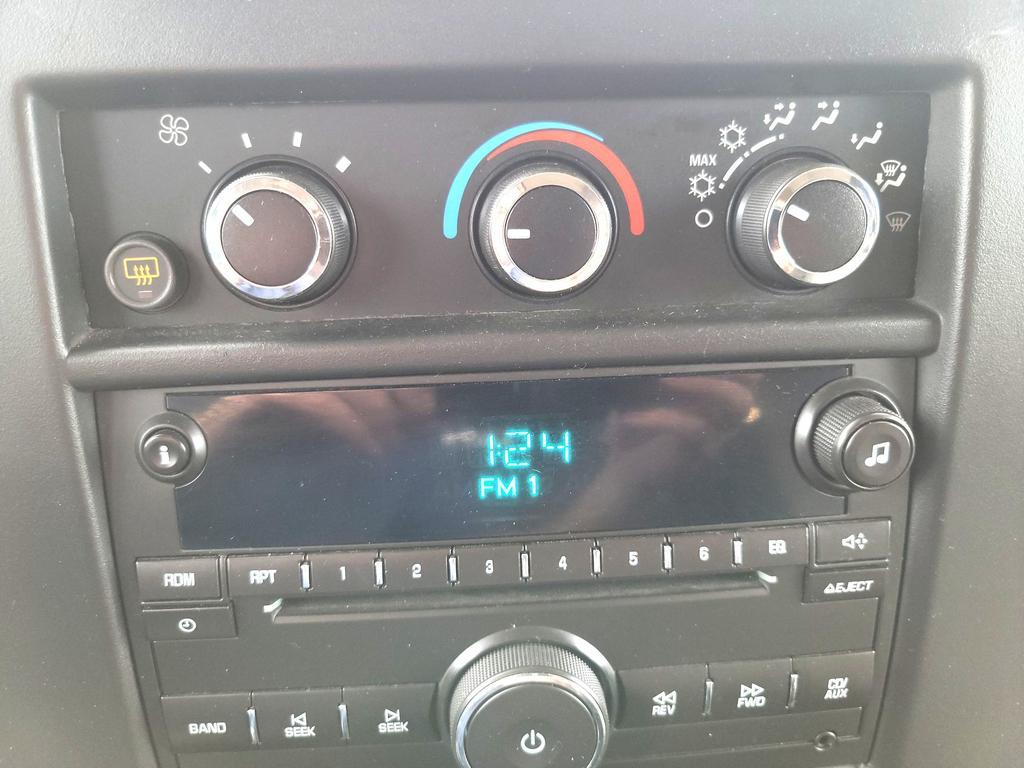 MAX
i
1:24
FM 1
RDM
RPT
1
2
3
4
5
6
EQ
EJECT
BAND
SEEK
SEEK
REV
FWD
CD/
AUX